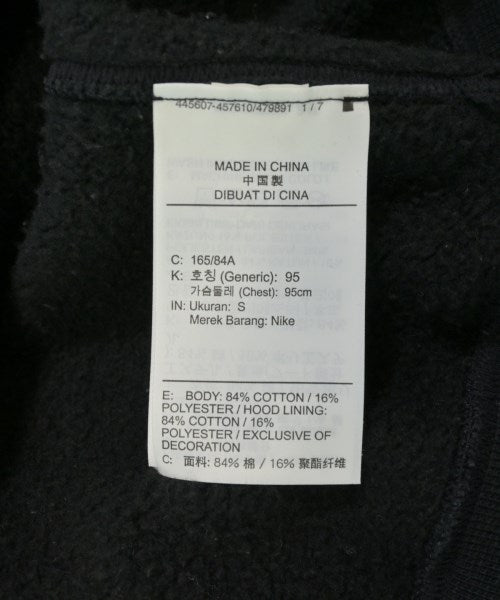 445607-457610/479891 1/7
MADE IN CHINA
中国製
DIBUAT DI CINA
C: 165/84A
K: 호칭 (Generic): 95
가슴둘레 (Chest): 95cm
IN: Ukuran: S
Merek Barang: Nike
E: BODY: 84% COTTON / 16%
POLYESTER / HOOD LINING:
84% COTTON / 16%
POLYESTER / EXCLUSIVE OF
DECORATION
C: 面料: 84% 棉 / 16% 聚酯纤维